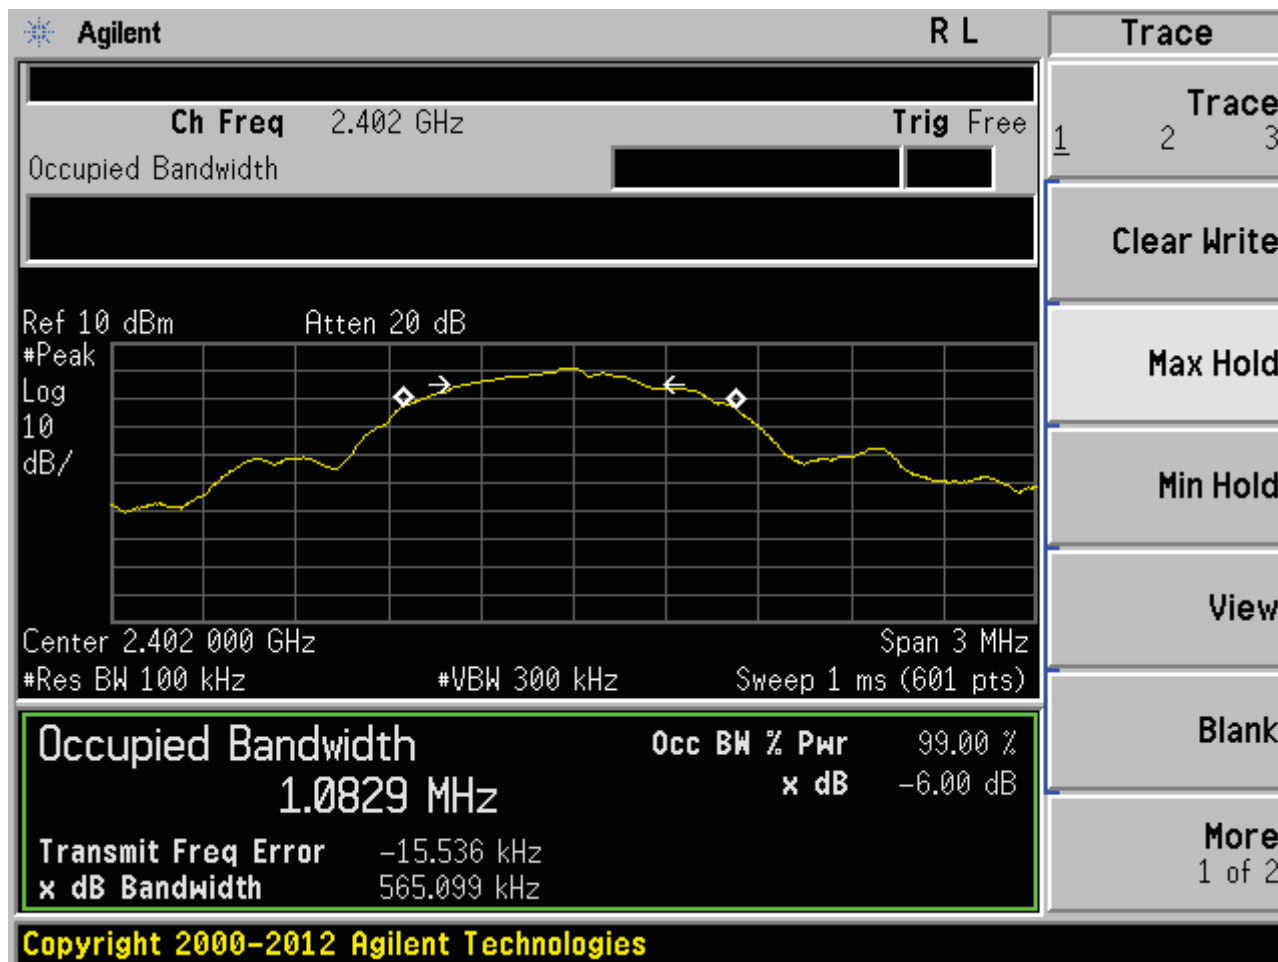 Agilent
R L
Trace
Ch Freq 2.402 GHz
Trig Free
Occupied Bandwidth
Trace
1 2 3
Clear Write
Ref 10 dBm Atten 20 dB
#Peak
Log
10
dB/
Max Hold
Min Hold
Center 2.402 000 GHz Span 3 MHz
#Res BW 100 kHz #VBW 300 kHz Sweep 1 ms (601 pts)
View
Occupied Bandwidth
1.0829 MHz
Occ BW % Pwr 99.00 %
x dB -6.00 dB
Blank
Transmit Freq Error -15.536 kHz
x dB Bandwidth 565.099 kHz
More
1 of 2
Copyright 2000-2012 Agilent Technologies